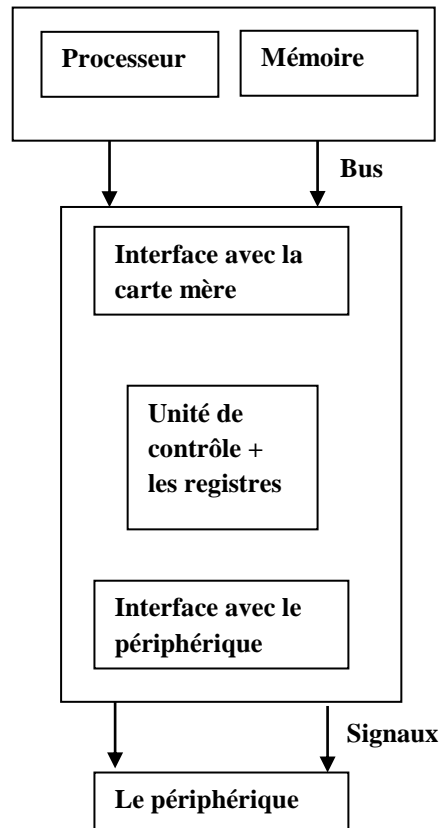 Processeur
Mémoire
Bus
Interface avec la
carte mère
Unité de
contrôle +
les registres
Interface avec le
périphérique
Signaux
Le périphérique